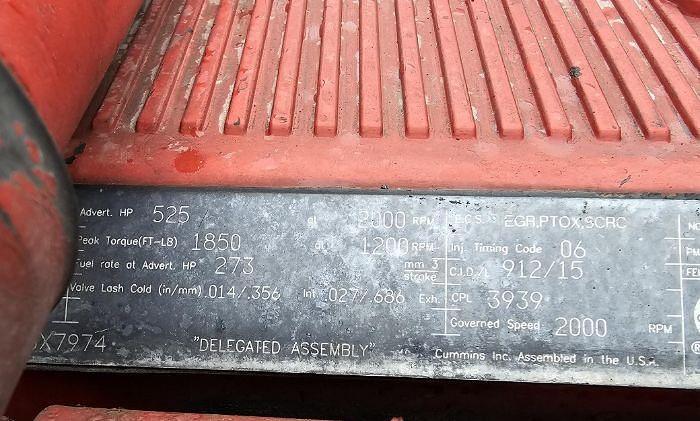 Advert. HP 525 at 2000 RPM E.C.S. : EGR,PTOX,SCRC
Peak Torque(FT-LB) 1850 at 1200 RPM Inj. Timing Code 06
Fuel rate at Advert. HP 273 mm 3 stroke C.I.D./L 912/15
Valve Lash Cold (in/mm) .014/.356 Int .027/.686 Exh. CPL 3939
Governed Speed 2000 RPM
X7974 "DELEGATED ASSEMBLY" Cummins Inc. Assembled in the U.S.A.